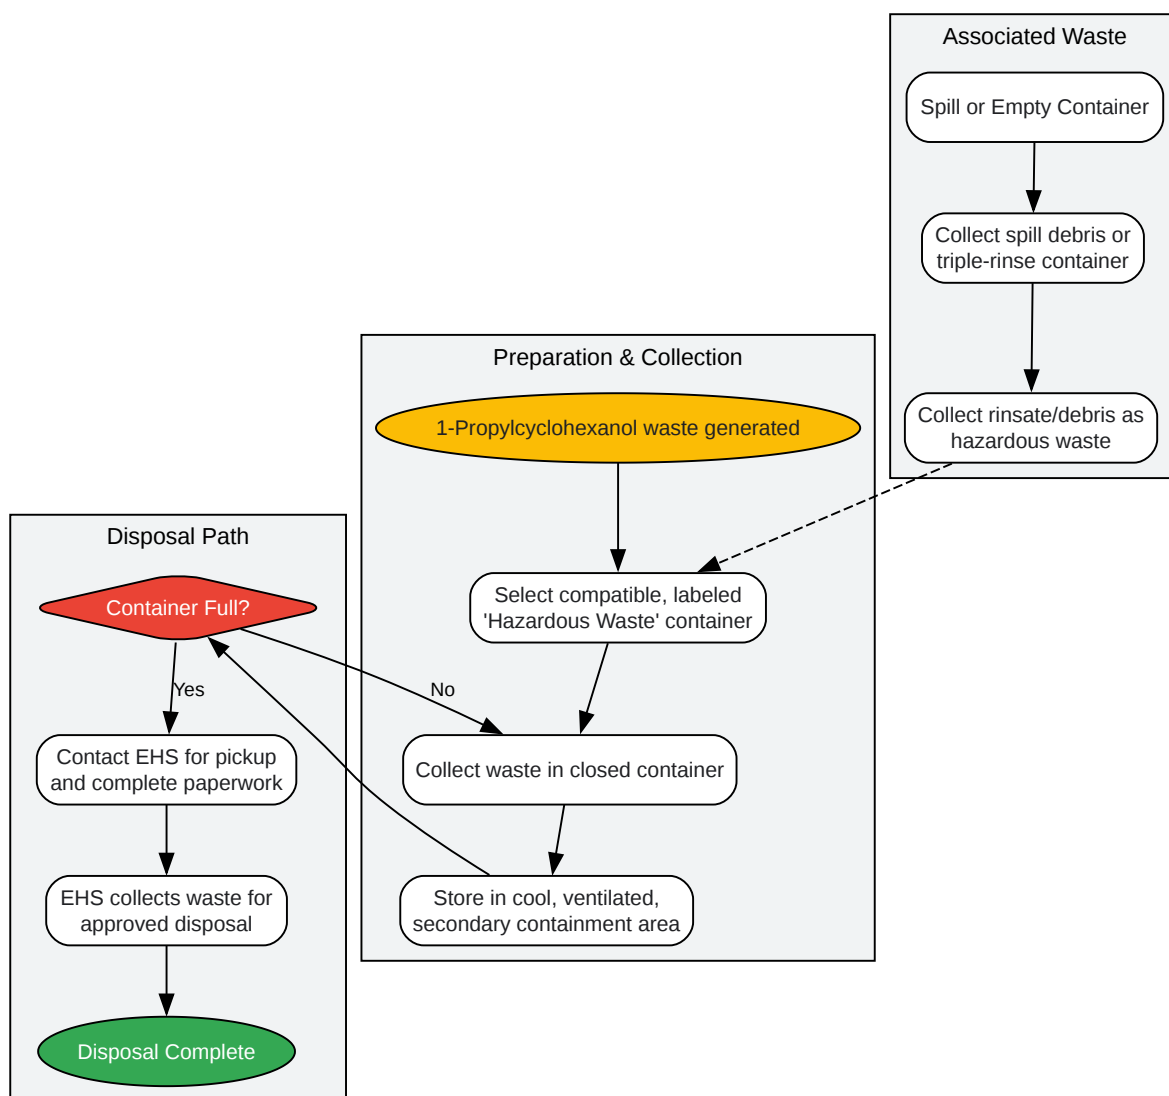 Associated Waste
Spill or Empty Container
Collect spill debris or
triple-rinse container
Collect rinsate/debris as
hazardous waste
Preparation & Collection
1-Propylcyclohexanol waste generated
Select compatible, labeled
'Hazardous Waste' container
Collect waste in closed container
Store in cool, ventilated,
secondary containment area
Disposal Path
Container Full?
Yes
No
Contact EHS for pickup
and complete paperwork
EHS collects waste for
approved disposal
Disposal Complete